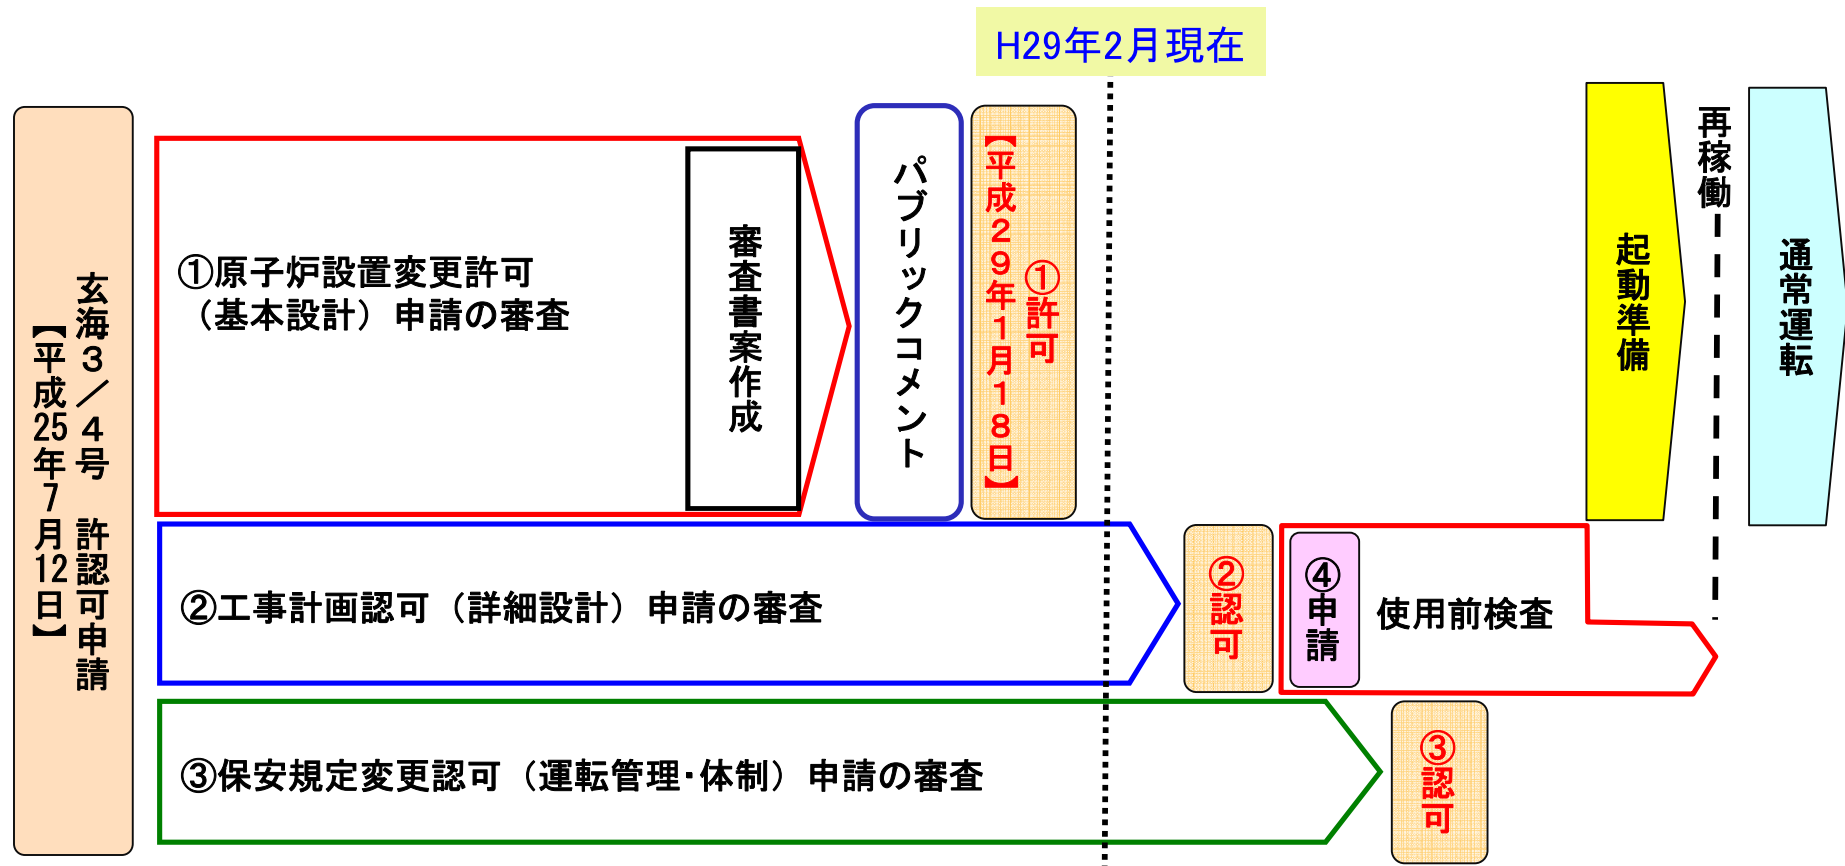 H29年2月現在
玄海３／４号　許認可申請
【平成25年7月12日】
①原子炉設置変更許可
（基本設計）申請の審査
審査書案作成
パブリックコメント
①許可
【平成２９年１月１８日】
起動準備
再稼働
通常運転
②工事計画認可（詳細設計）申請の審査
②認可
④申請
使用前検査
③保安規定変更認可（運転管理・体制）申請の審査
③認可